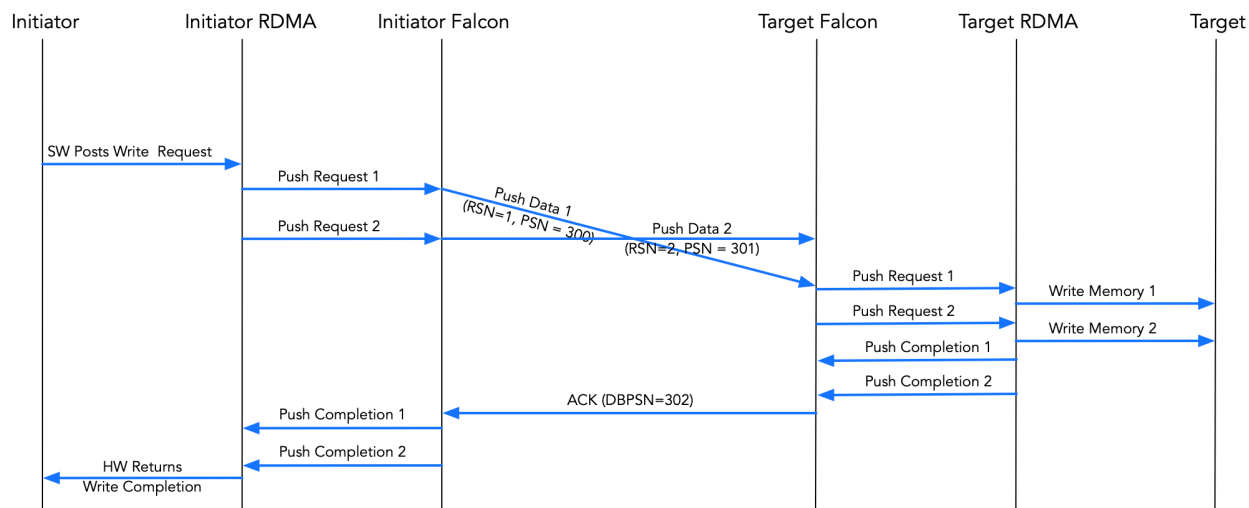 Initiator
Initiator RDMA
Initiator Falcon
Target Falcon
Target RDMA
Target
SW Posts Write  Request
Push Request 1
Push Data 1
(RSN=1, PSN = 300)
Push Request 2
Push Data 2
(RSN=2, PSN = 301)
Push Request 1
Write Memory 1
Push Request 2
Write Memory 2
Push Completion 1
Push Completion 2
ACK (DBPSN=302)
Push Completion 1
Push Completion 2
HW Returns
Write Completion